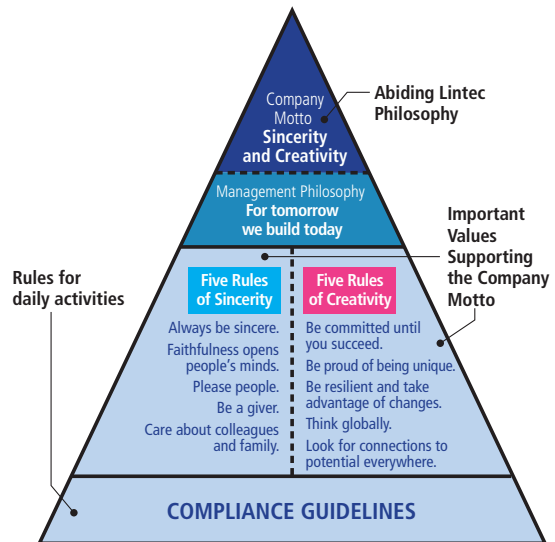 Company
Motto
Sincerity
and Creativity
Abiding Lintec
Philosophy
Management Philosophy
For tomorrow
we build today
Important
Values
Supporting
the Company
Motto
Rules for
daily activities
Five Rules
of Sincerity
Always be sincere.
Faithfulness opens
people's minds.
Please people.
Be a giver.
Care about colleagues
and family.
Five Rules
of Creativity
Be committed until
you succeed.
Be proud of being unique.
Be resilient and take
advantage of changes.
Think globally.
Look for connections to
potential everywhere.
COMPLIANCE GUIDELINES